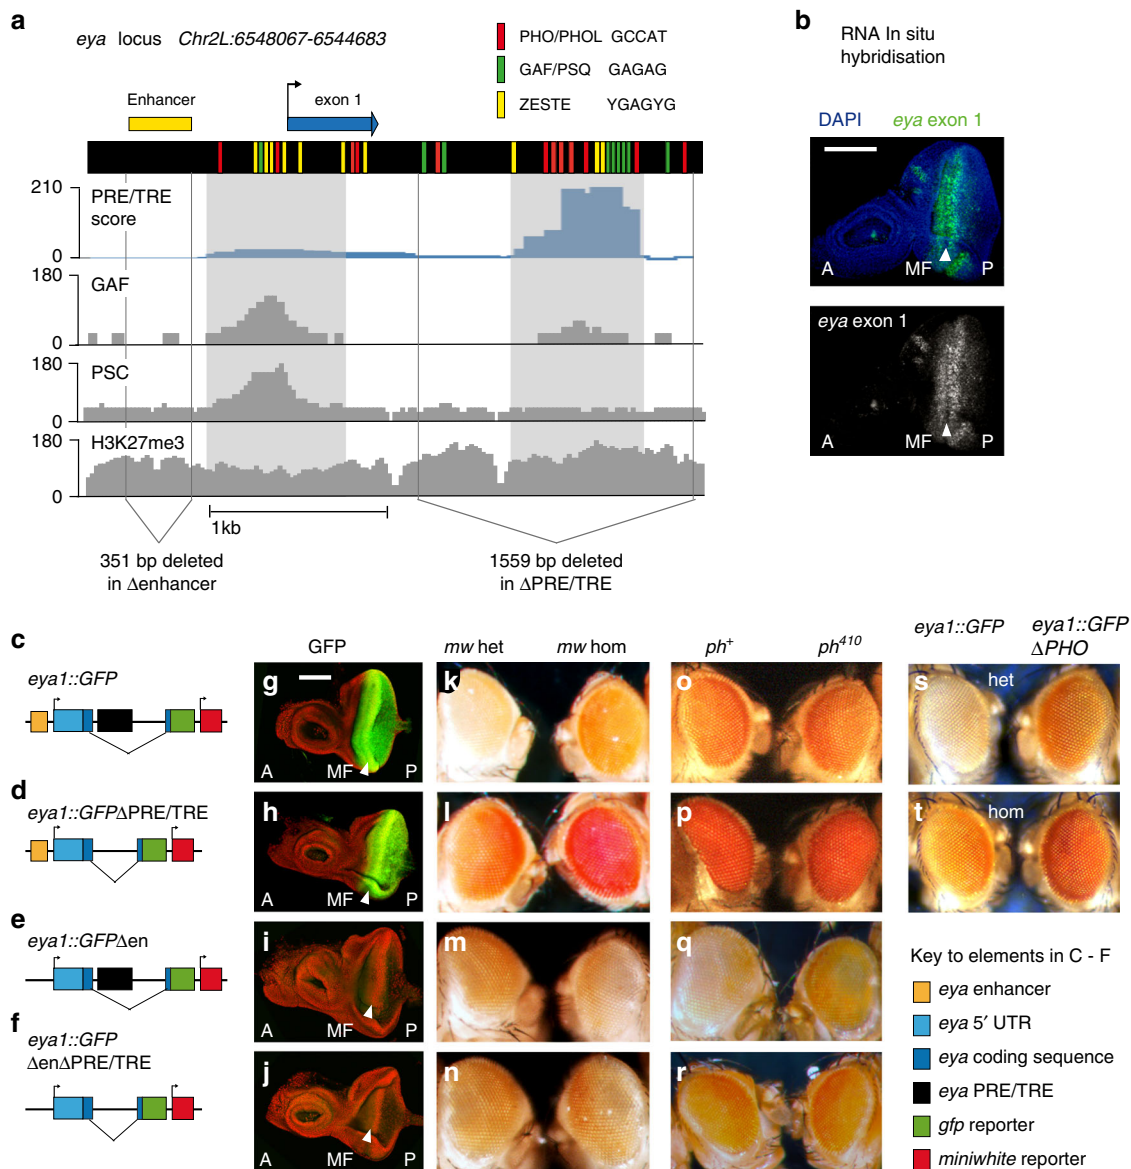 a
eya locus Chr2L:6548067-6544683
PHO/PHOL GCCAT
GAF/PSQ GAGAG
ZESTE YGAGYG
Enhancer
exon 1
210
PRE/TRE
score
0
180
GAF
0
180
PSC
0
180
H3K27me3
0
1kb
351 bp deleted
in Δenhancer
1559 bp deleted
in ΔPRE/TRE
b
RNA In situ
hybridisation
DAPI eya exon 1
A MF P
eya exon 1
A MF P
c
eya1::GFP
d
eya1::GFPΔPRE/TRE
e
eya1::GFPΔen
f
eya1::GFP
ΔenΔPRE/TRE
GFP
g
A MF P
h
A MF P
i
A MF P
j
A MF P
mw het mw hom
k
l
m
n
ph+ ph410
o
p
q
r
eya1::GFP eya1::GFP
ΔPHO
s het
t hom
Key to elements in C - F
eya enhancer
eya 5′ UTR
eya coding sequence
eya PRE/TRE
gfp reporter
miniwhite reporter